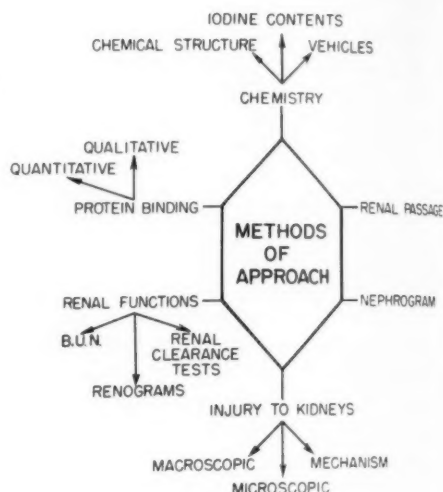 IODINE CONTENTS
CHEMICAL STRUCTURE
VEHICLES
CHEMISTRY
QUALITATIVE
QUANTITATIVE
PROTEIN BINDING
RENAL PASSAGE
METHODS
OF
APPROACH
RENAL FUNCTIONS
NEPHROGRAM
B.U.N.
RENAL
CLEARANCE
TESTS
RENOGRAMS
INJURY TO KIDNEYS
MACROSCOPIC
MECHANISM
MICROSCOPIC